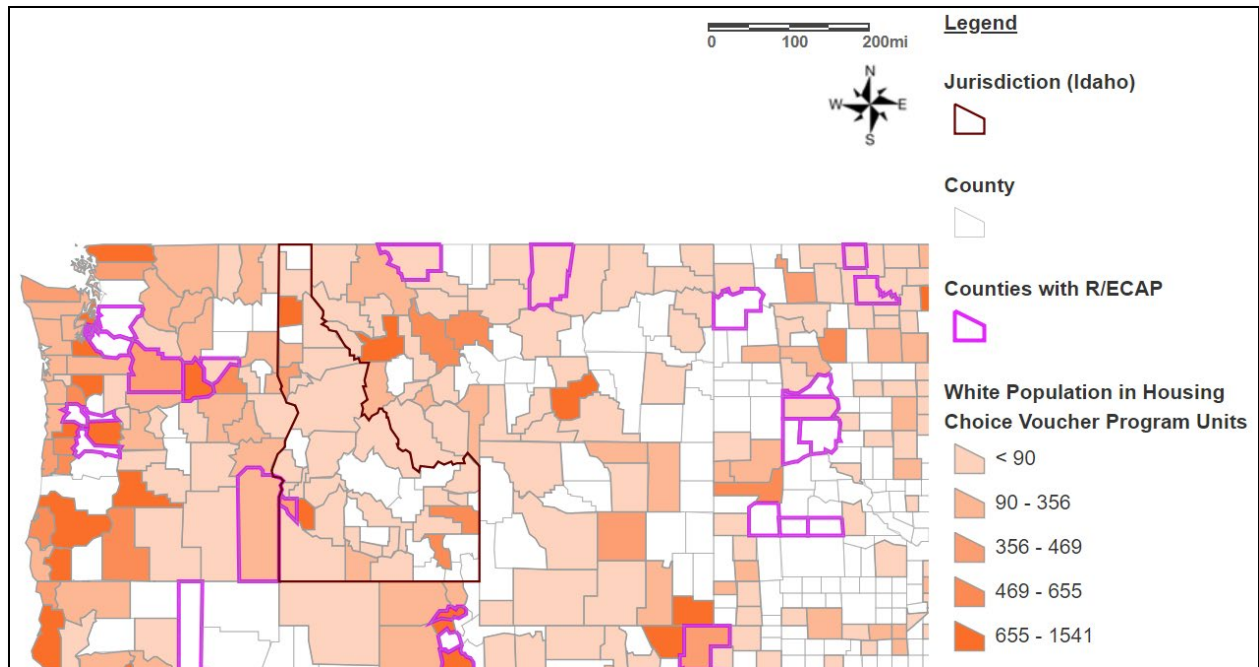 Legend
0 100 200mi
N
W E
S
Jurisdiction (Idaho)
County
Counties with R/ECAP
White Population in Housing
Choice Voucher Program Units
< 90
90 - 356
356 - 469
469 - 655
655 - 1541